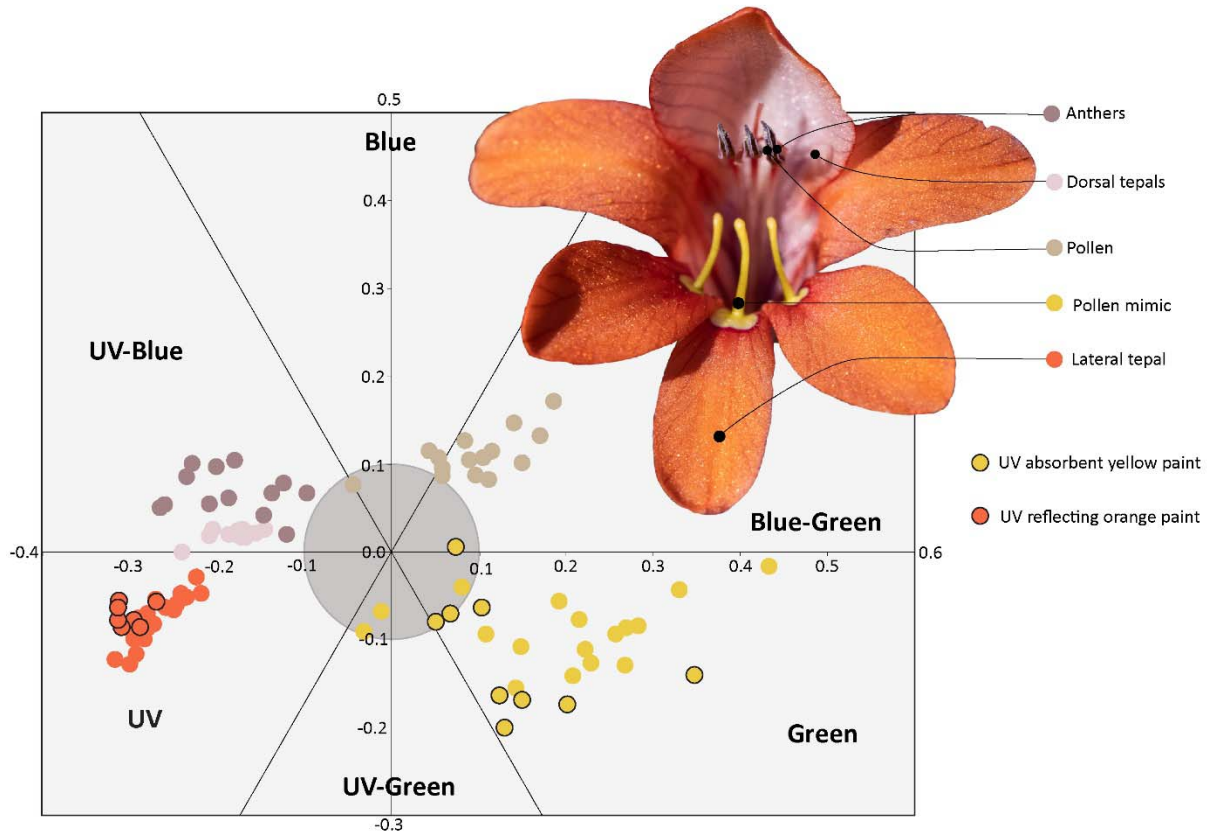 0.5
Blue
Anthers
Dorsal tepals
0.4
Pollen
0.3
Pollen mimic
UV-Blue
Lateral tepal
0.2
0.1
UV absorbent yellow paint
UV reflecting orange paint
Blue-Green
-0.4
-0.3
-0.2
-0.1
0.0
0.1
0.2
0.3
0.4
0.5
0.6
-0.1
UV
-0.2
Green
UV-Green
-0.3